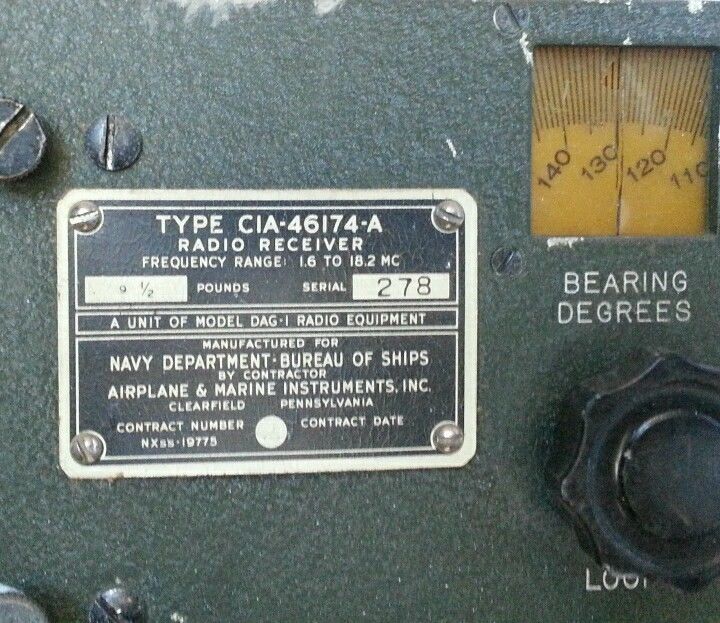 TYPE CIA-46174-A
RADIO RECEIVER
FREQUENCY RANGE: 1.6 TO 18.2 MC
9 ½ POUNDS SERIAL 278
A UNIT OF MODEL DAG-1 RADIO EQUIPMENT
MANUFACTURED FOR
NAVY DEPARTMENT-BUREAU OF SHIPS
BY CONTRACTOR
AIRPLANE & MARINE INSTRUMENTS, INC.
CLEARFIELD PENNSYLVANIA
CONTRACT NUMBER CONTRACT DATE
NXSS-19775
140 130 120 110
BEARING
DEGREES